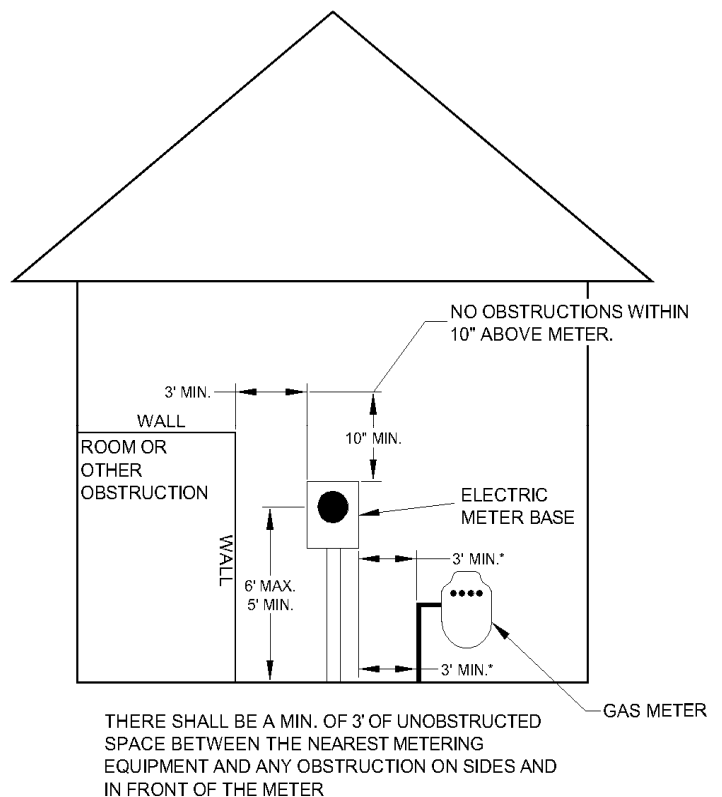 NO OBSTRUCTIONS WITHIN
10" ABOVE METER.
3' MIN.
WALL
10" MIN.
ROOM OR
OTHER
OBSTRUCTION
ELECTRIC
METER BASE
WALL
3' MIN.*
6' MAX.
5' MIN.
3' MIN.*
GAS METER
THERE SHALL BE A MIN. OF 3' OF UNOBSTRUCTED
SPACE BETWEEN THE NEAREST METERING
EQUIPMENT AND ANY OBSTRUCTION ON SIDES AND
IN FRONT OF THE METER